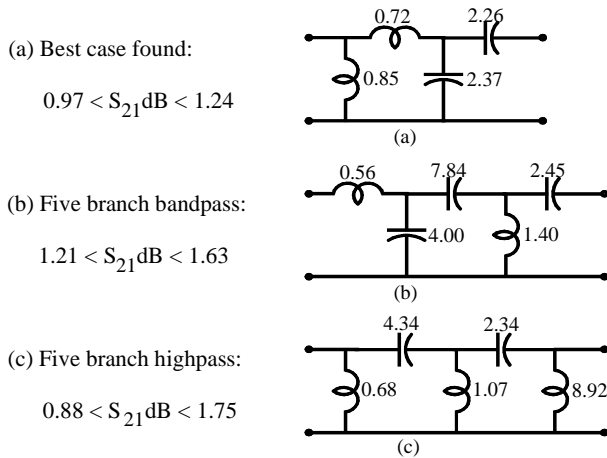 (a) Best case found:
0.97 < S21dB < 1.24
0.72
2.26
0.85
2.37
(a)
(b) Five branch bandpass:
1.21 < S21dB < 1.63
0.56
7.84
2.45
4.00
1.40
(b)
(c) Five branch highpass:
0.88 < S21dB < 1.75
4.34
2.34
0.68
1.07
8.92
(c)